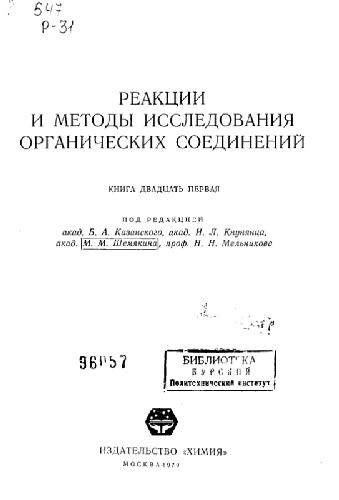 547
Р-31
РЕАКЦИИ
И МЕТОДЫ ИССЛЕДОВАНИЯ
ОРГАНИЧЕСКИХ СОЕДИНЕНИЙ
КНИГА ДВАДЦАТЬ ПЕРВАЯ
ПОД РЕДАКЦИЕЙ
акад. Б. А. Казанского, акад. И. Л. Кнунянца,
акад. М. М. Шемякина, проф. Н. Н. Мельникова
96057
БИБЛИОТЕКА
КУРСКИЙ
Политехнический институт
ИЗДАТЕЛЬСТВО «ХИМИЯ»
МОСКВА-1970